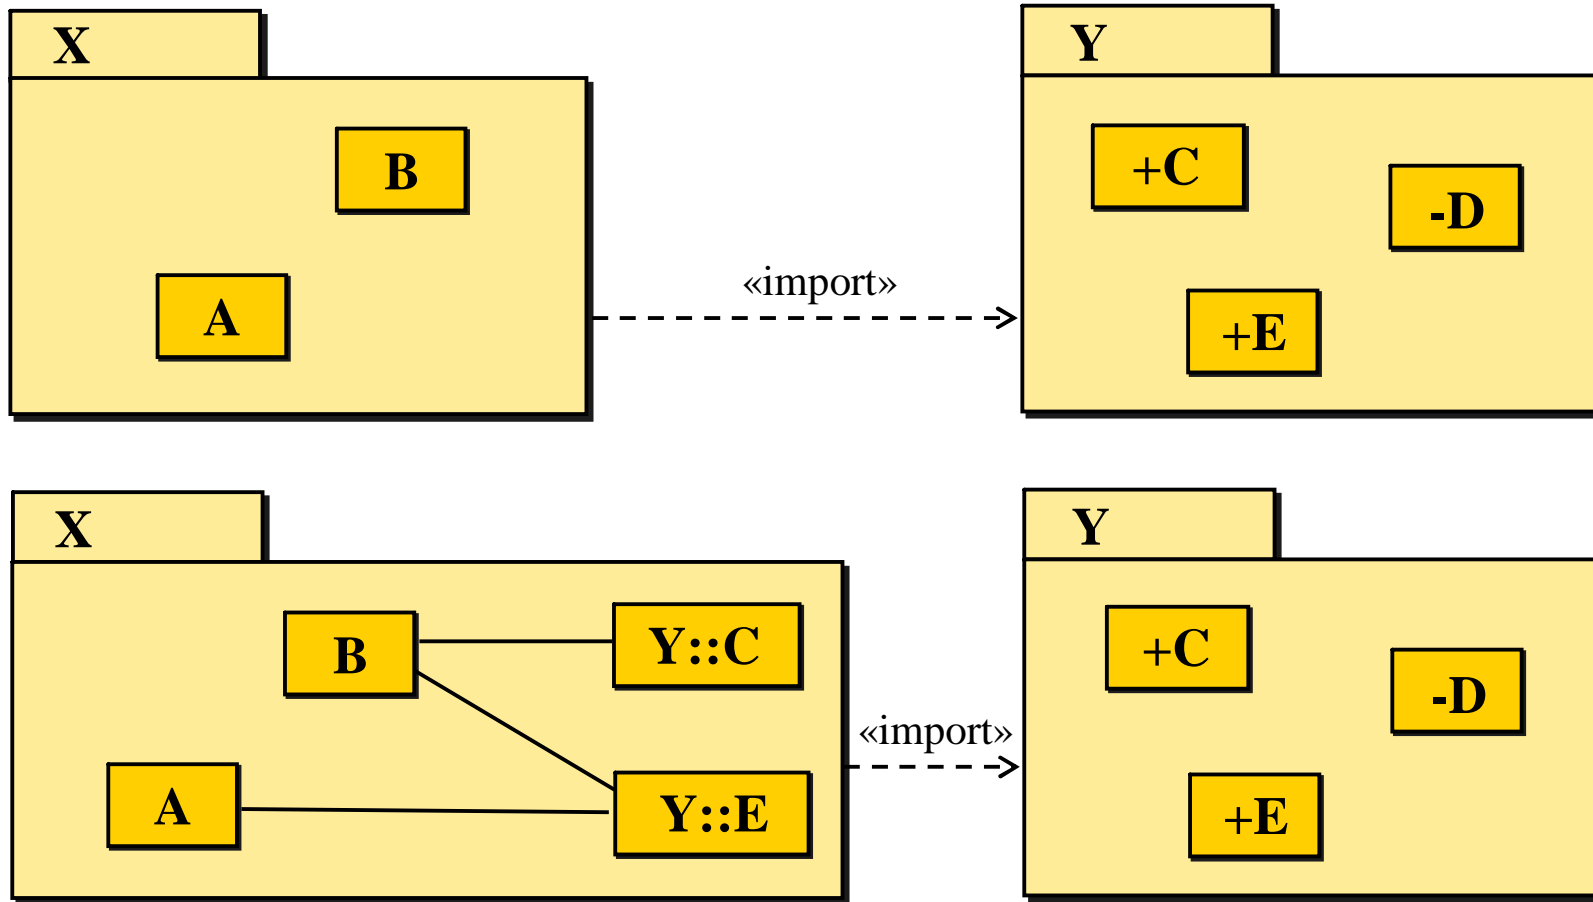 X
Y
B
+C
-D
A
«import»
+E
X
Y
B
Y::C
+C
-D
«import»
A
Y::E
+E